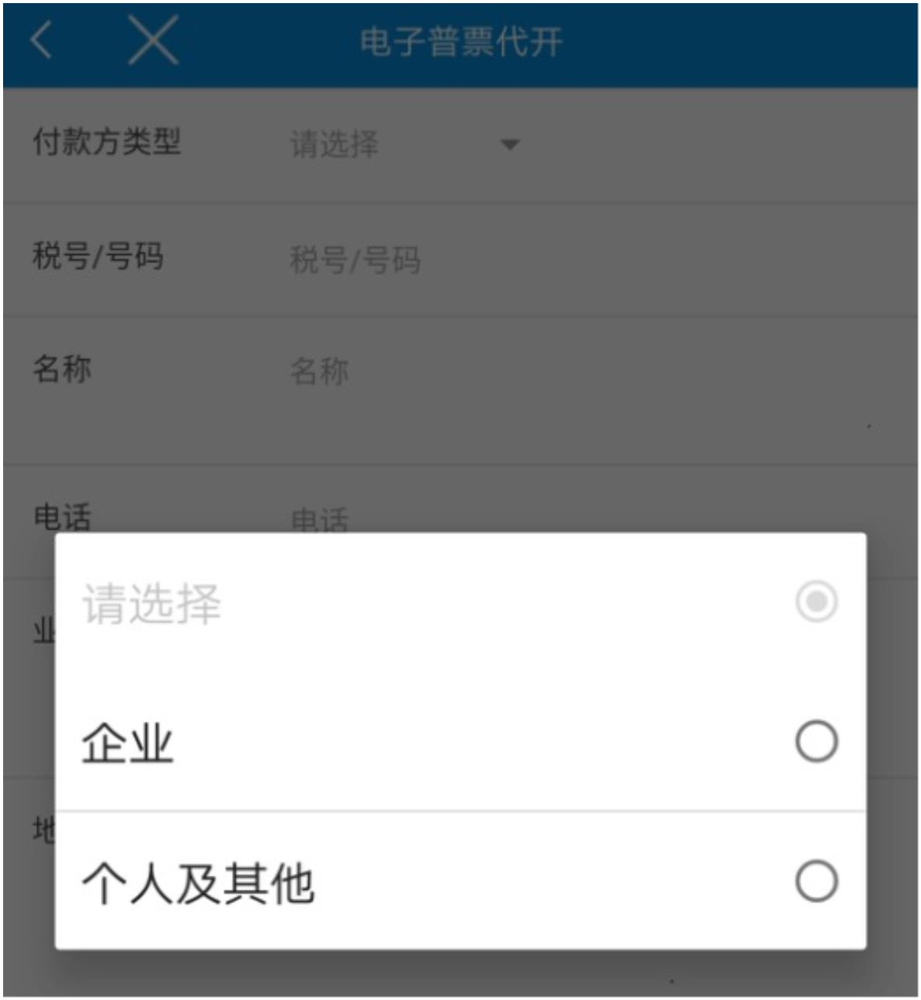 电子普票代开
付款方类型 请选择
税号/号码 税号/号码
名称 名称
电话 电话
请选择
业
企业
地
个人及其他